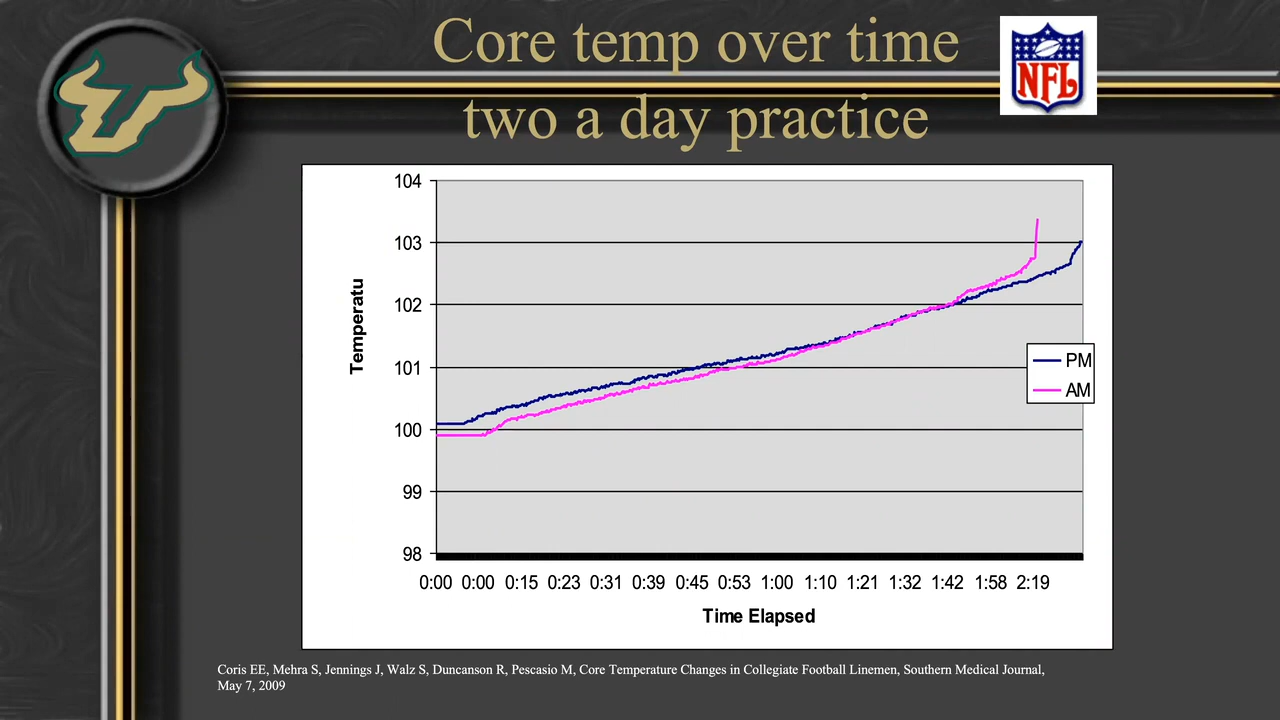 Core temp over time
two a day practice
NFL
104
103
102
101
100
99
98
Temperatu
PM
AM
0:00 0:00 0:15 0:23 0:31 0:39 0:45 0:53 1:00 1:10 1:21 1:32 1:42 1:58 2:19
Time Elapsed
Coris EE, Mehra S, Jennings J, Walz S, Duncanson R, Pescasio M, Core Temperature Changes in Collegiate Football Linemen, Southern Medical Journal,
May 7, 2009